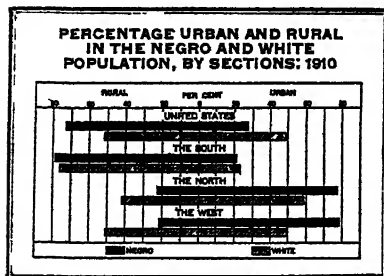 PERCENTAGE URBAN AND RURAL
IN THE NEGRO AND WHITE
POPULATION, BY SECTIONS: 1910
RURAL PER CENT URBAN
UNITED STATES
THE SOUTH
THE NORTH
THE WEST
NEGRO WHITE